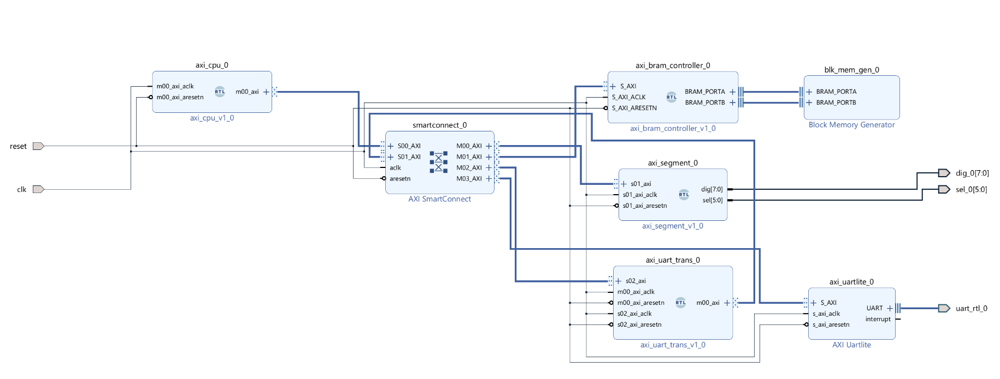 axi_cpu_0
m00_axi_aclk
m00_axi_aresetn
RTL
m00_axi
axi_cpu_v1_0
reset
clk
smartconnect_0
S00_AXI
S01_AXI
aclk
aresetn
M00_AXI
M01_AXI
M02_AXI
M03_AXI
AXI SmartConnect
axi_bram_controller_0
S_AXI
S_AXI_ACLK
S_AXI_ARESETN
RTL
BRAM_PORTA
BRAM_PORTB
axi_bram_controller_v1_0
blk_mem_gen_0
BRAM_PORTA
BRAM_PORTB
Block Memory Generator
axi_segment_0
s01_axi
s01_axi_aclk
s01_axi_aresetn
RTL
dig[7:0]
sel[5:0]
axi_segment_v1_0
dig_0[7:0]
sel_0[5:0]
axi_uart_trans_0
s02_axi
m00_axi_aclk
m00_axi_aresetn
s02_axi_aclk
s02_axi_aresetn
RTL
m00_axi
axi_uart_trans_v1_0
axi_uartlite_0
S_AXI
s_axi_aclk
s_axi_aresetn
UART
interrupt
AXI Uartlite
uart_rtl_0